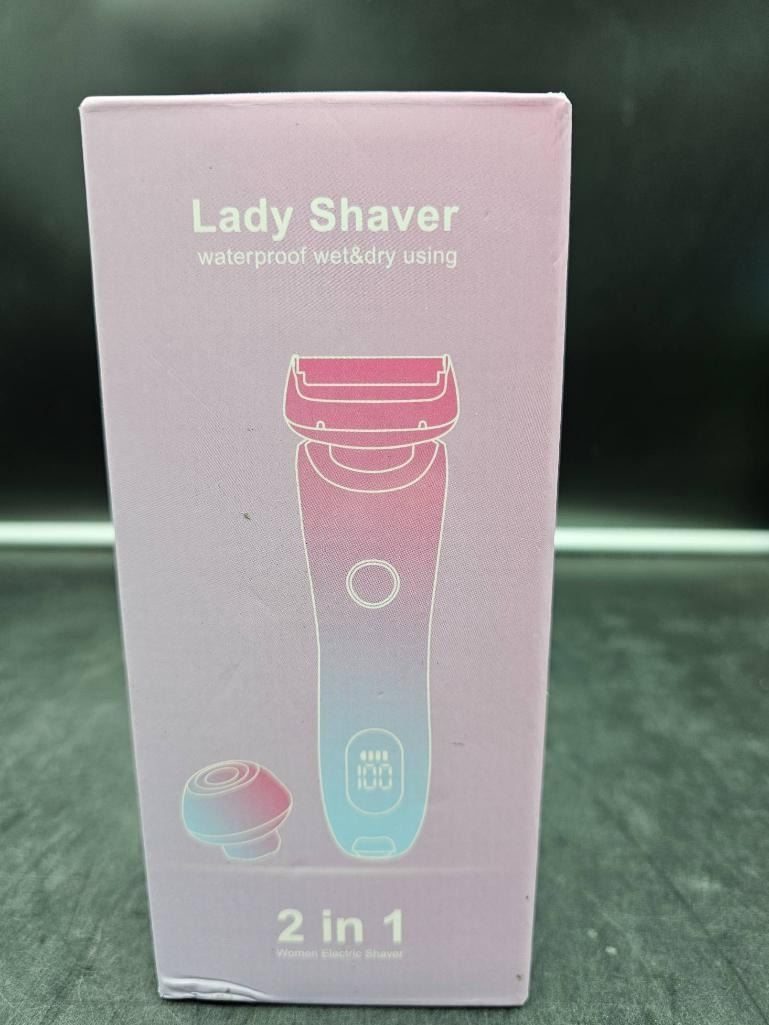 Lady Shaver
waterproof wet&dry using
100
2 in 1
Women Electric Shaver